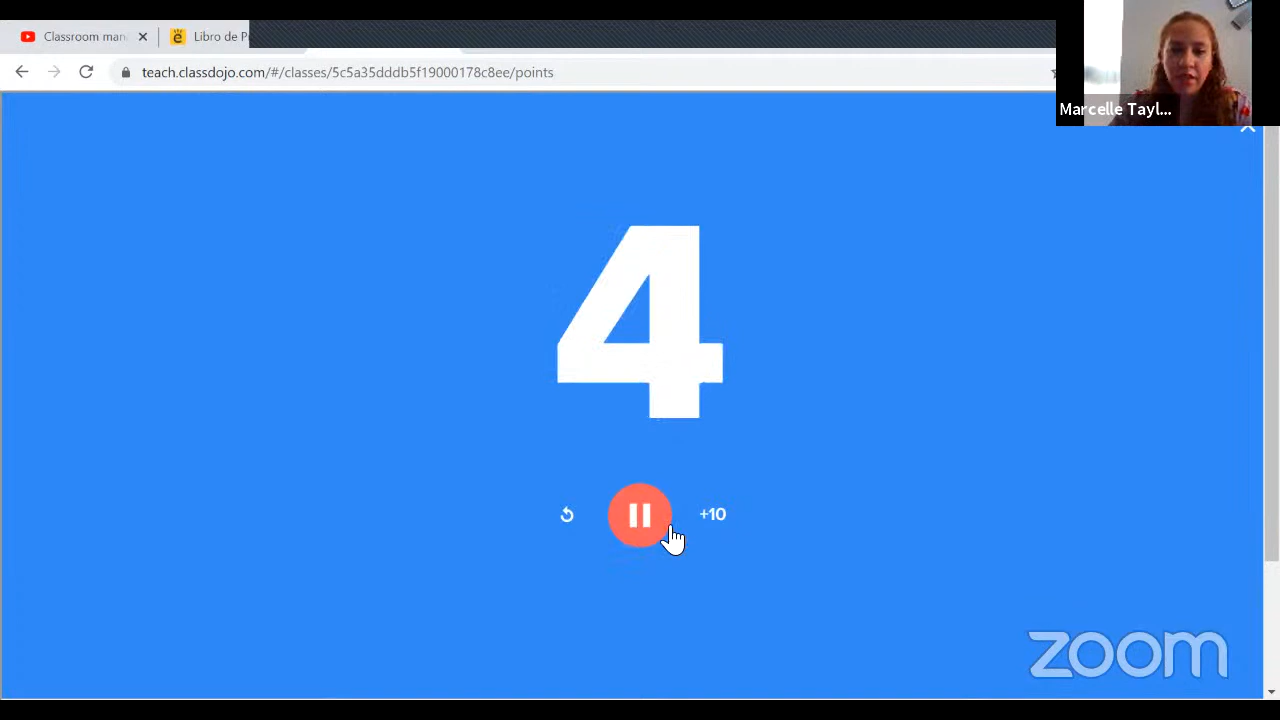 Classroom man
Libro de P
teach.classdojo.com/#/classes/5c5a35dddb5f19000178c8ee/points
Marcelle Tayl...
4
+10
zoom